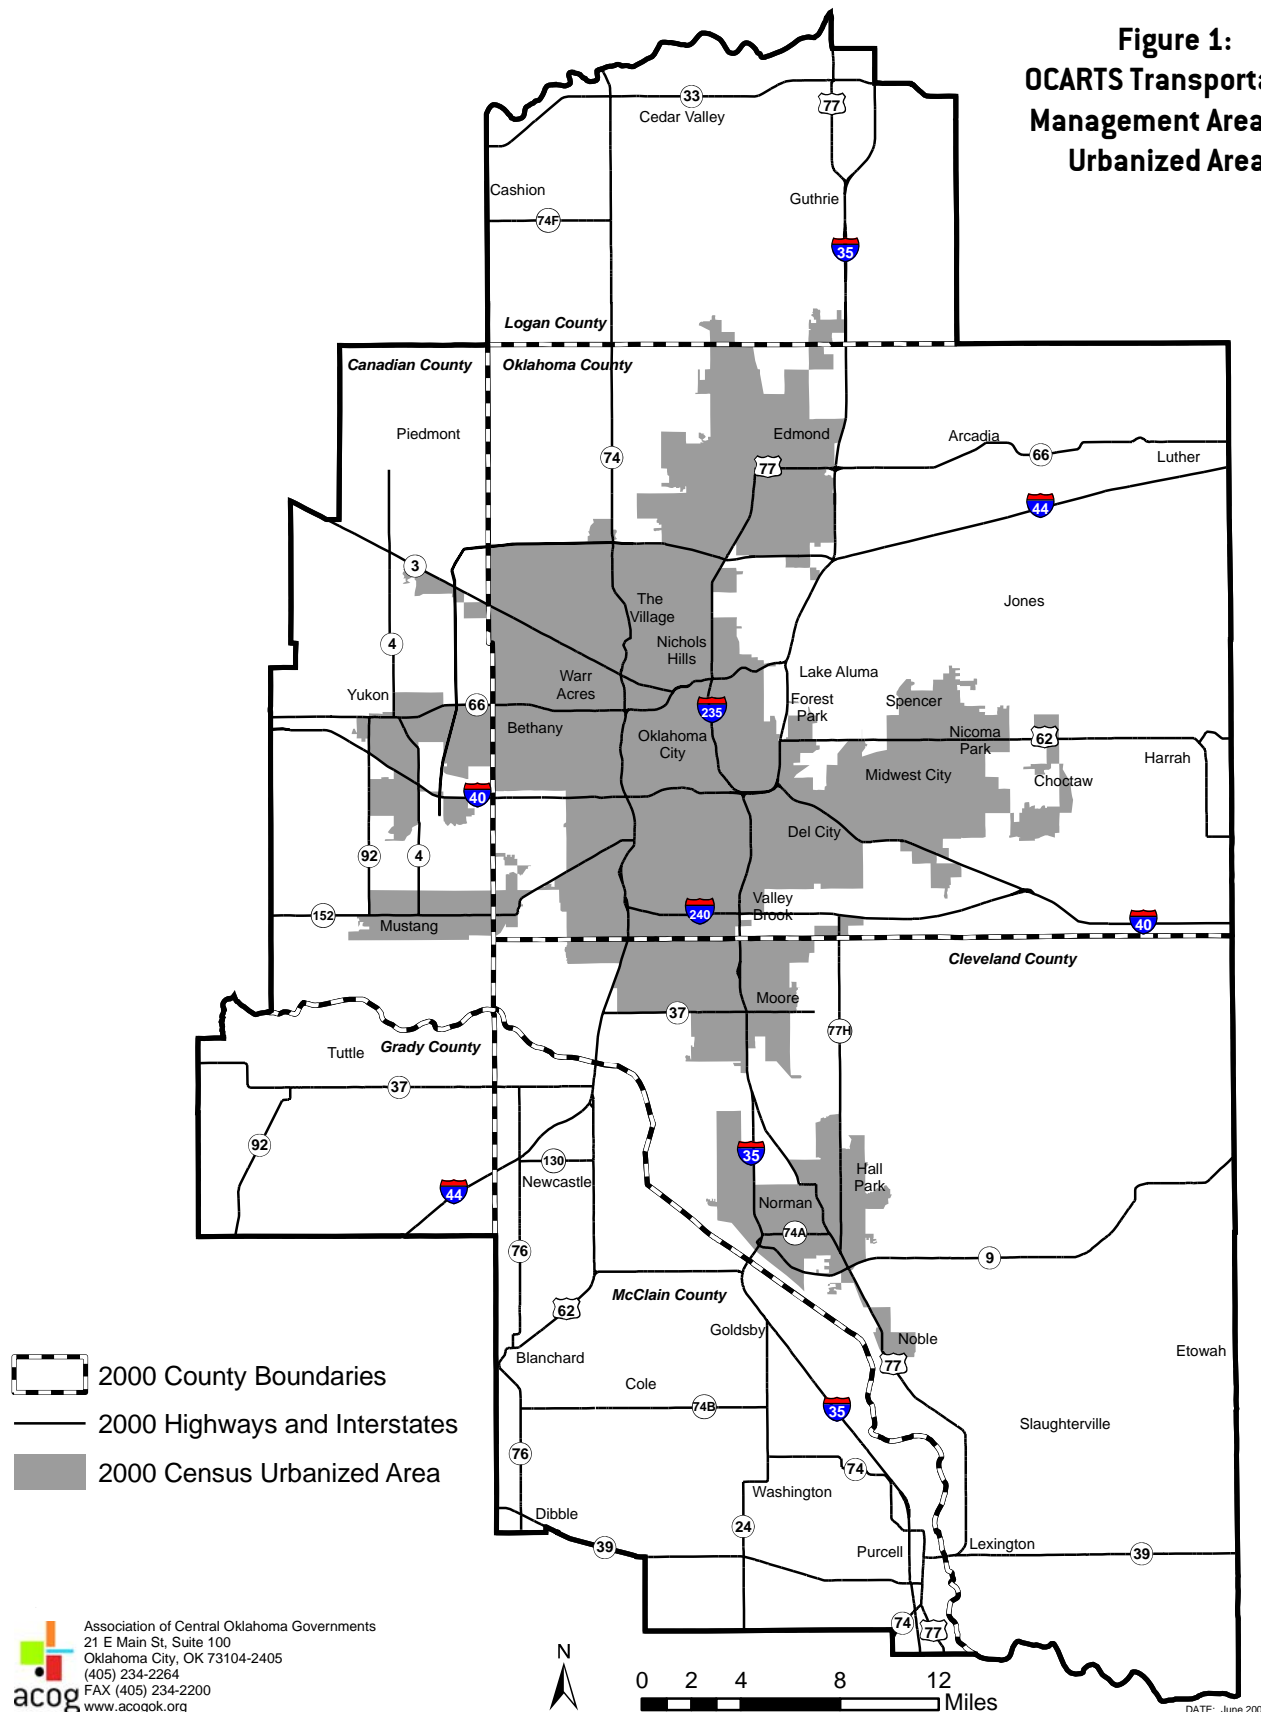 Figure 1:
OCARTS Transporta
Management Area
Urbanized Area
33
77
Cedar Valley
Cashion
74F
Guthrie
35
Logan County
Canadian County
Oklahoma County
Piedmont
74
Edmond
77
Arcadia
66
Luther
44
3
The
Village
Jones
4
Nichols
Hills
Yukon
66
Warr
Acres
Lake Aluma
Forest
Park
Spencer
235
Bethany
Oklahoma
City
Nicoma
Park
62
Harrah
40
Midwest City
Choctaw
92
4
Del City
152
Mustang
240
Valley
Brook
40
Cleveland County
Moore
37
77H
Tuttle
Grady County
37
92
44
130
Newcastle
35
Hall
Park
Norman
74A
76
9
62
McClain County
Goldsby
Noble
77
Etowah
Blanchard
Cole
74B
35
Slaughterville
76
74
Washington
Dibble
24
39
Purcell
Lexington
39
74
77
2000 County Boundaries
2000 Highways and Interstates
2000 Census Urbanized Area
acog
Association of Central Oklahoma Governments
21 E Main St, Suite 100
Oklahoma City, OK 73104-2405
(405) 234-2264
FAX (405) 234-2200
www.acogok.org
N
0 2 4 8 12
Miles
DATE: June 200